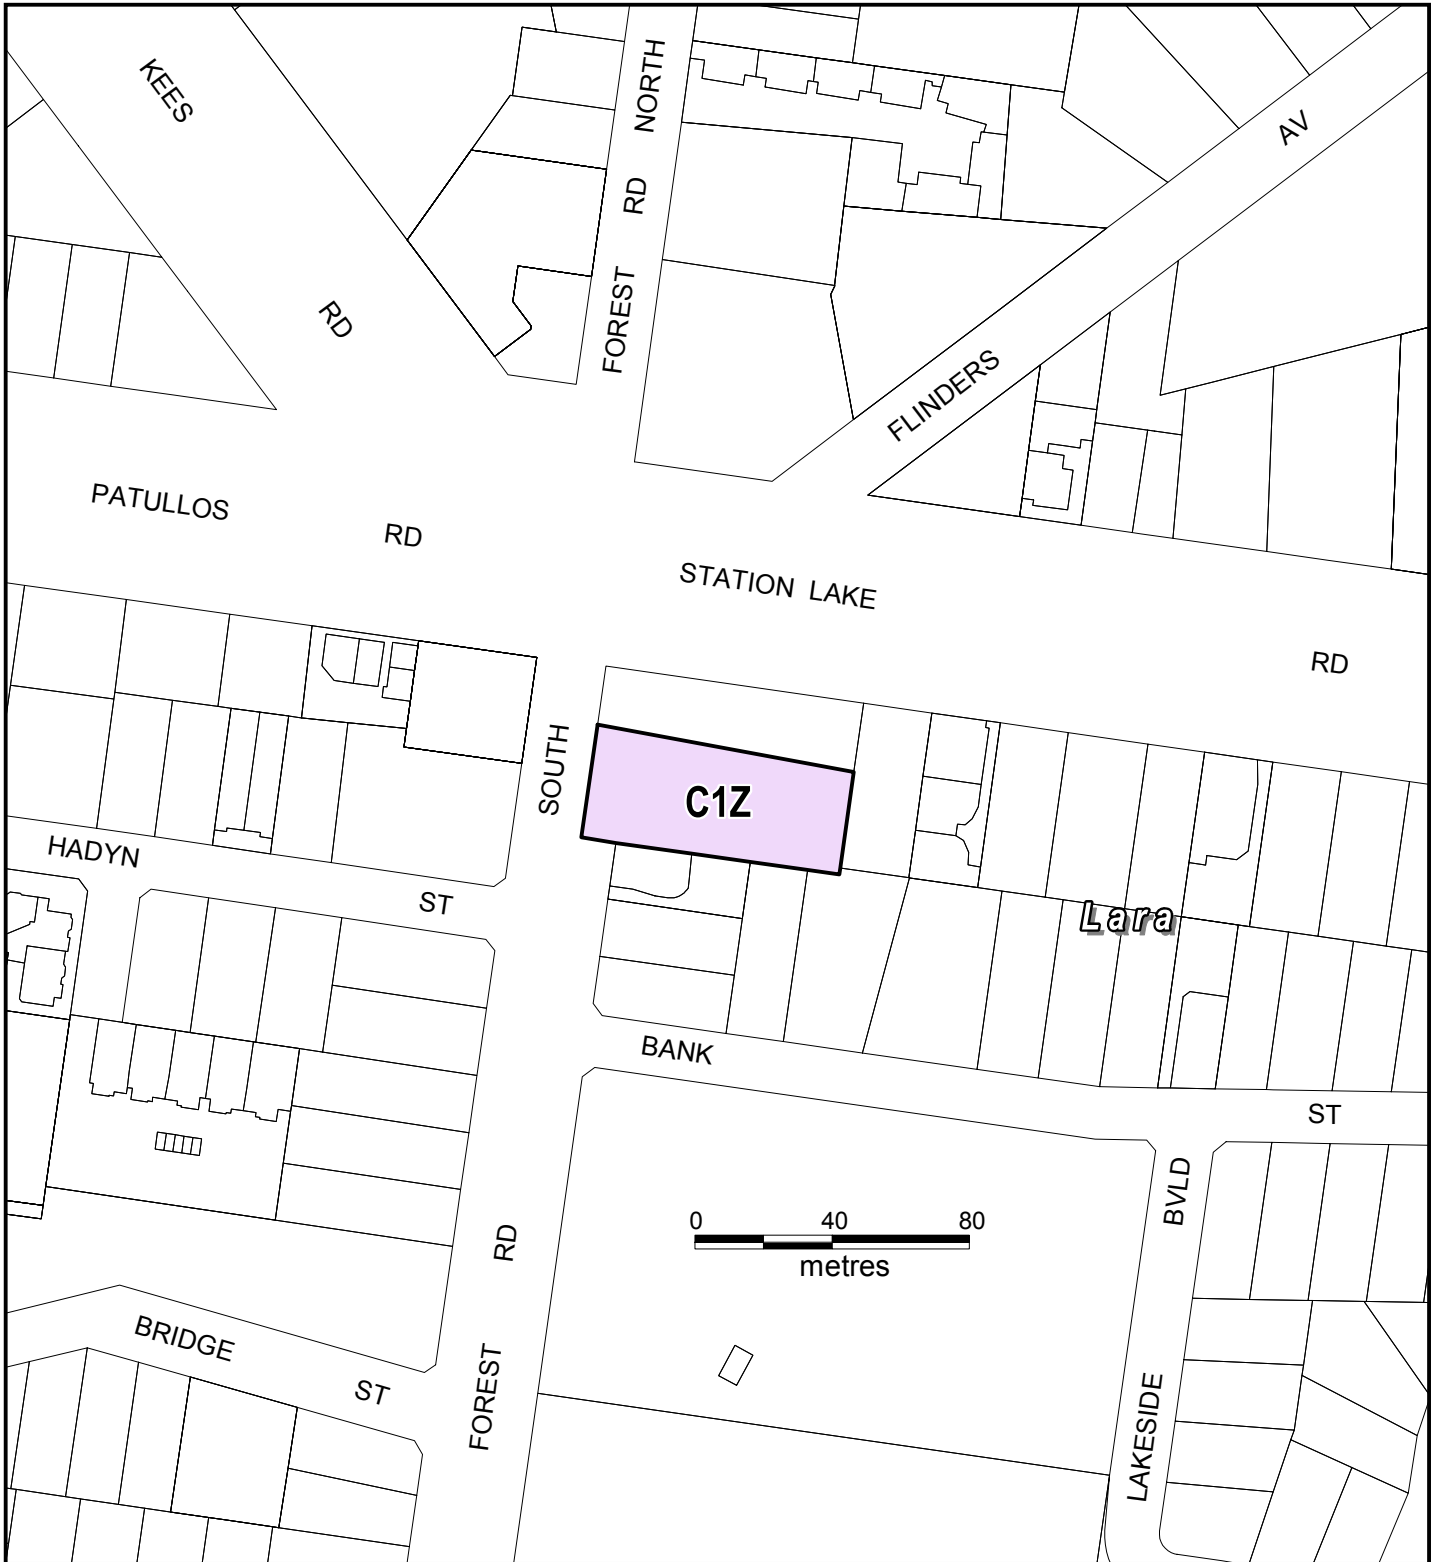 KEES
RD
FOREST RD NORTH
FLINDERS
AV
PATULLOS
RD
STATION LAKE
RD
SOUTH
C1Z
HADYN
ST
Lara
BANK
ST
BVLD
0 40 80
metres
RD
BRIDGE
ST
FOREST
LAKESIDE